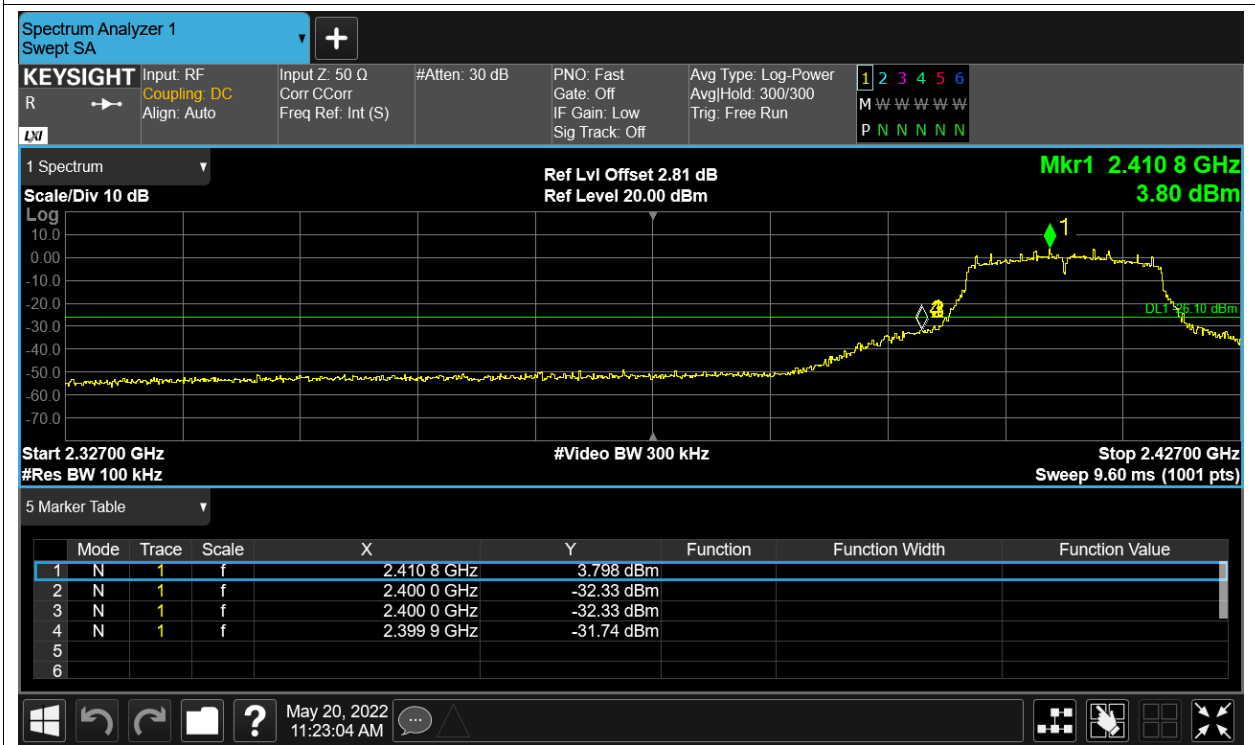 Spectrum Analyzer 1
Swept SA
+
KEYSIGHT
R
LXI
Input: RF
Coupling: DC
Align: Auto
Input Z: 50 Ω
Corr CCorr
Freq Ref: Int (S)
#Atten: 30 dB
PNO: Fast
Gate: Off
IF Gain: Low
Sig Track: Off
Avg Type: Log-Power
Avg|Hold: 300/300
Trig: Free Run
1 2 3 4 5 6
M W W W W W
P N N N N N
1 Spectrum
Scale/Div 10 dB
Ref Lvl Offset 2.81 dB
Ref Level 20.00 dBm
Mkr1 2.410 8 GHz
3.80 dBm
Log
10.0
0.00
-10.0
-20.0
-30.0
-40.0
-50.0
-60.0
-70.0
1
DL1 -26.10 dBm
Start 2.32700 GHz
#Video BW 300 kHz
Stop 2.42700 GHz
#Res BW 100 kHz
Sweep 9.60 ms (1001 pts)
5 Marker Table
Mode Trace Scale X Y Function Function Width Function Value
1 N 1 f 2.410 8 GHz 3.798 dBm
2 N 1 f 2.400 0 GHz -32.33 dBm
3 N 1 f 2.400 0 GHz -32.33 dBm
4 N 1 f 2.399 9 GHz -31.74 dBm
5
6
?
May 20, 2022
11:23:04 AM